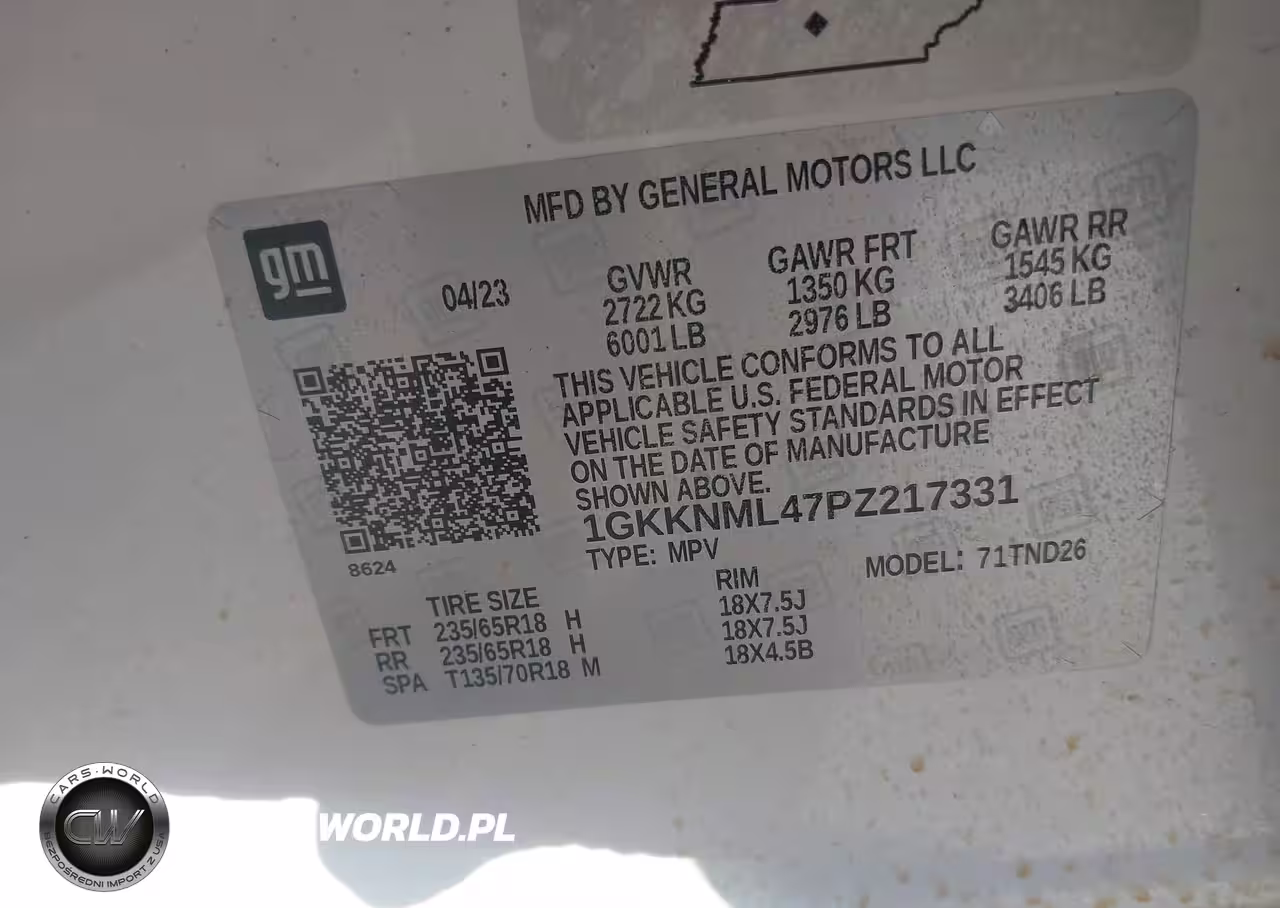 MFD BY GENERAL MOTORS LLC
gm
04/23
GVWR
2722 KG
6001 LB
GAWR FRT
1350 KG
2976 LB
GAWR RR
1545 KG
3406 LB
THIS VEHICLE CONFORMS TO ALL
APPLICABLE U.S. FEDERAL MOTOR
VEHICLE SAFETY STANDARDS IN EFFECT
ON THE DATE OF MANUFACTURE
SHOWN ABOVE.
1GKKNML47PZ217331
TYPE: MPV
MODEL: 71TND26
8624
TIRE SIZE
RIM
FRT 235/65R18 H 18X7.5J
RR 235/65R18 H 18X7.5J
SPA T135/70R18 M 18X4.5B
CARS-WORLD
CW
BEZPOŚREDNI IMPORT Z USA
WORLD.PL